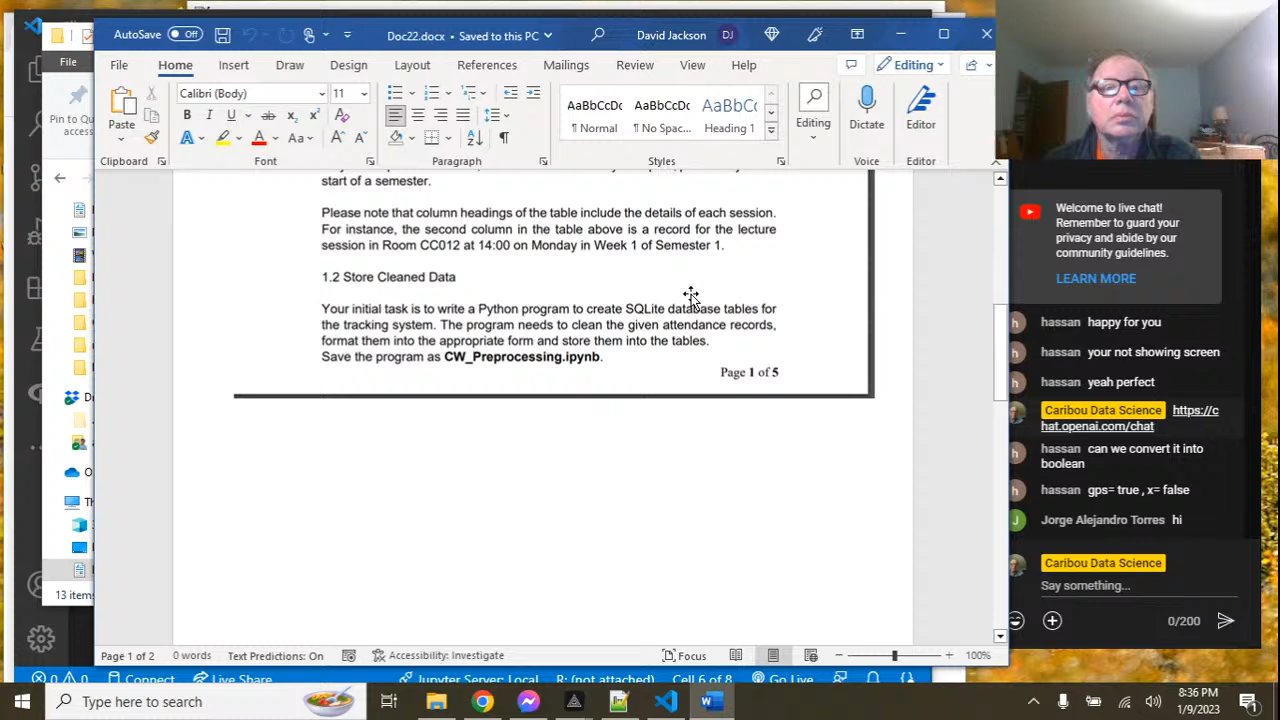 AutoSave Off
Doc22.docx • Saved to this PC
David Jackson DJ
File
File Home Insert Draw Design Layout References Mailings Review View Help
Editing
Pin to Quick
access
Paste
Calibri (Body) 11
B I U ab x₂ x²
A A Aa A A
AaBbCcDc AaBbCcDc AaBbCc
¶ Normal ¶ No Spac... Heading 1
Editing Dictate Editor
Clipboard Font Paragraph Styles Voice Editor
start of a semester.
Please note that column headings of the table include the details of each session.
For instance, the second column in the table above is a record for the lecture
session in Room CC012 at 14:00 on Monday in Week 1 of Semester 1.
1.2 Store Cleaned Data
Your initial task is to write a Python program to create SQLite database tables for
the tracking system. The program needs to clean the given attendance records,
format them into the appropriate form and store them into the tables.
Save the program as CW_Preprocessing.ipynb.
Page 1 of 5
13 items
Page 1 of 2 0 words Text Predictions: On Accessibility: Investigate Focus 100%
0 0 Connect Live Share Jupyter Server: Local R: (not attached) Cell 6 of 8 Go Live
Type here to search
8:36 PM
1/9/2023
1
Welcome to live chat!
Remember to guard your
privacy and abide by our
community guidelines.
LEARN MORE
h hassan happy for you
h hassan your not showing screen
h hassan yeah perfect
Caribou Data Science https://c
hat.openai.com/chat
h hassan can we convert it into
boolean
h hassan gps= true , x= false
J Jorge Alejandro Torres hi
Caribou Data Science
Say something...
0/200